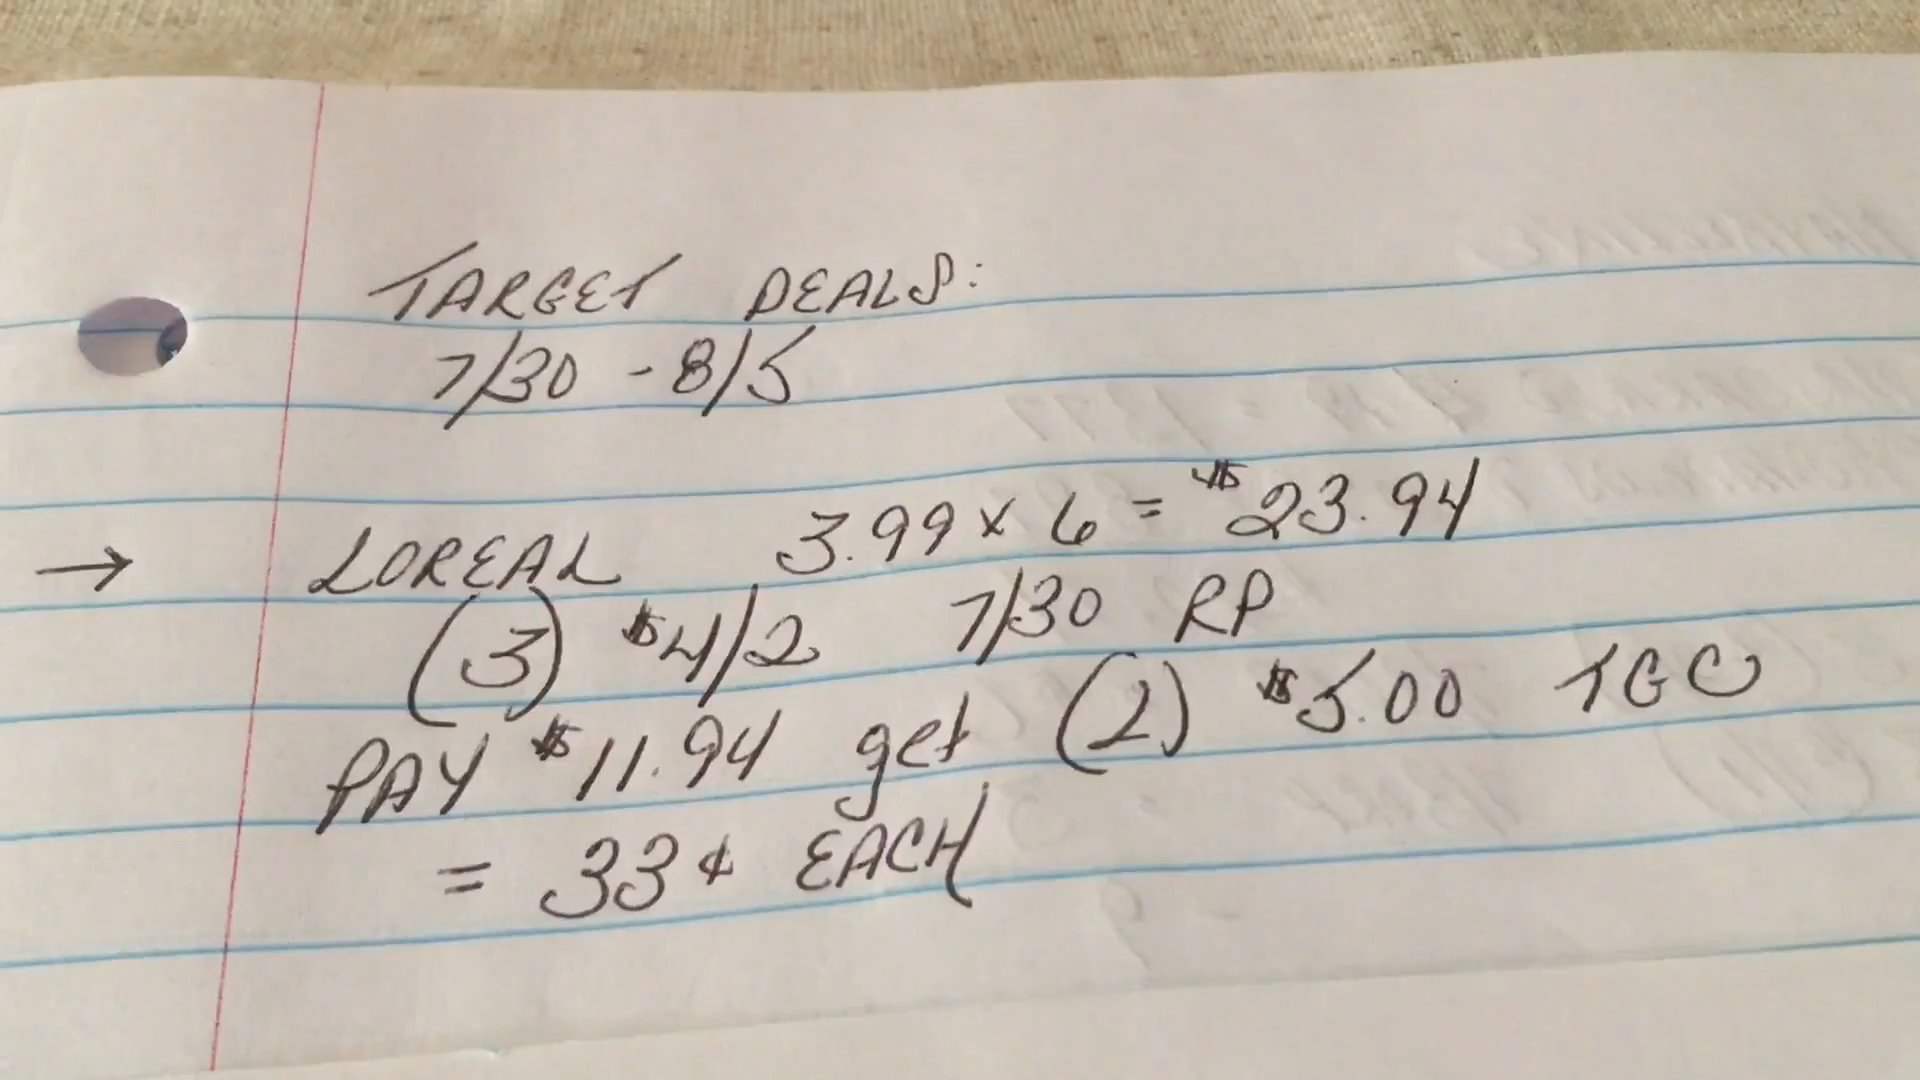 TARGET DEALS:
7/30 - 8/5
→ LOREAL 3.99 x 6 = $23.94
(3) $4/2 7/30 RP
PAY $11.94 get (2) $5.00 TGC
= 33¢ EACH